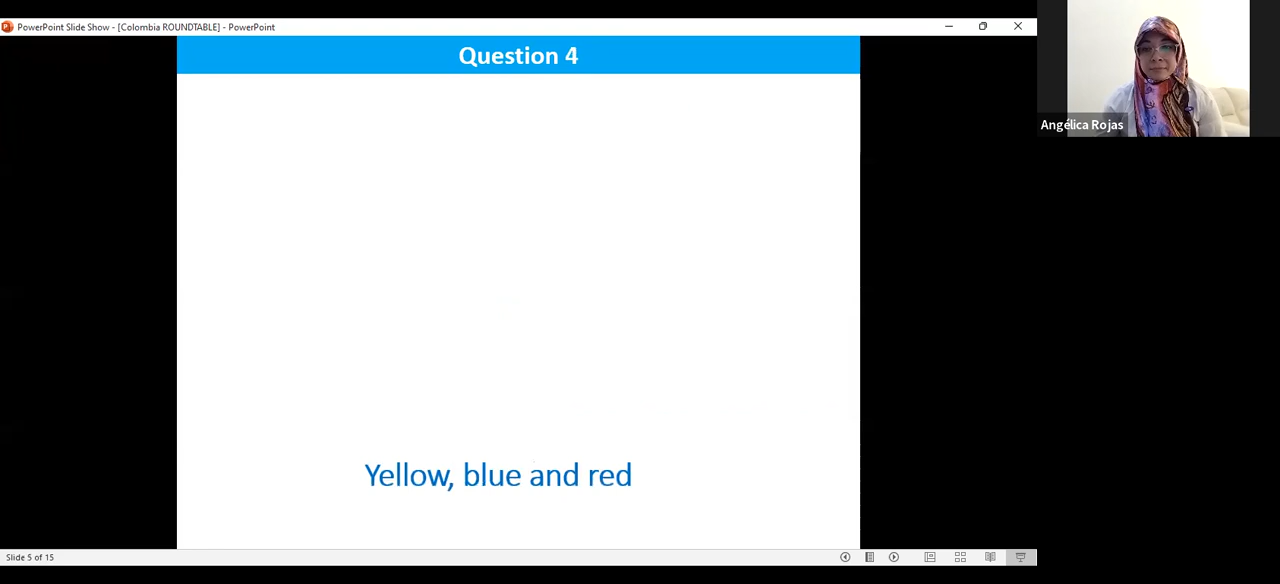 PowerPoint Slide Show - [Colombia ROUNDTABLE] - PowerPoint
Question 4
Angélica Rojas
Yellow, blue and red
Slide 5 of 15